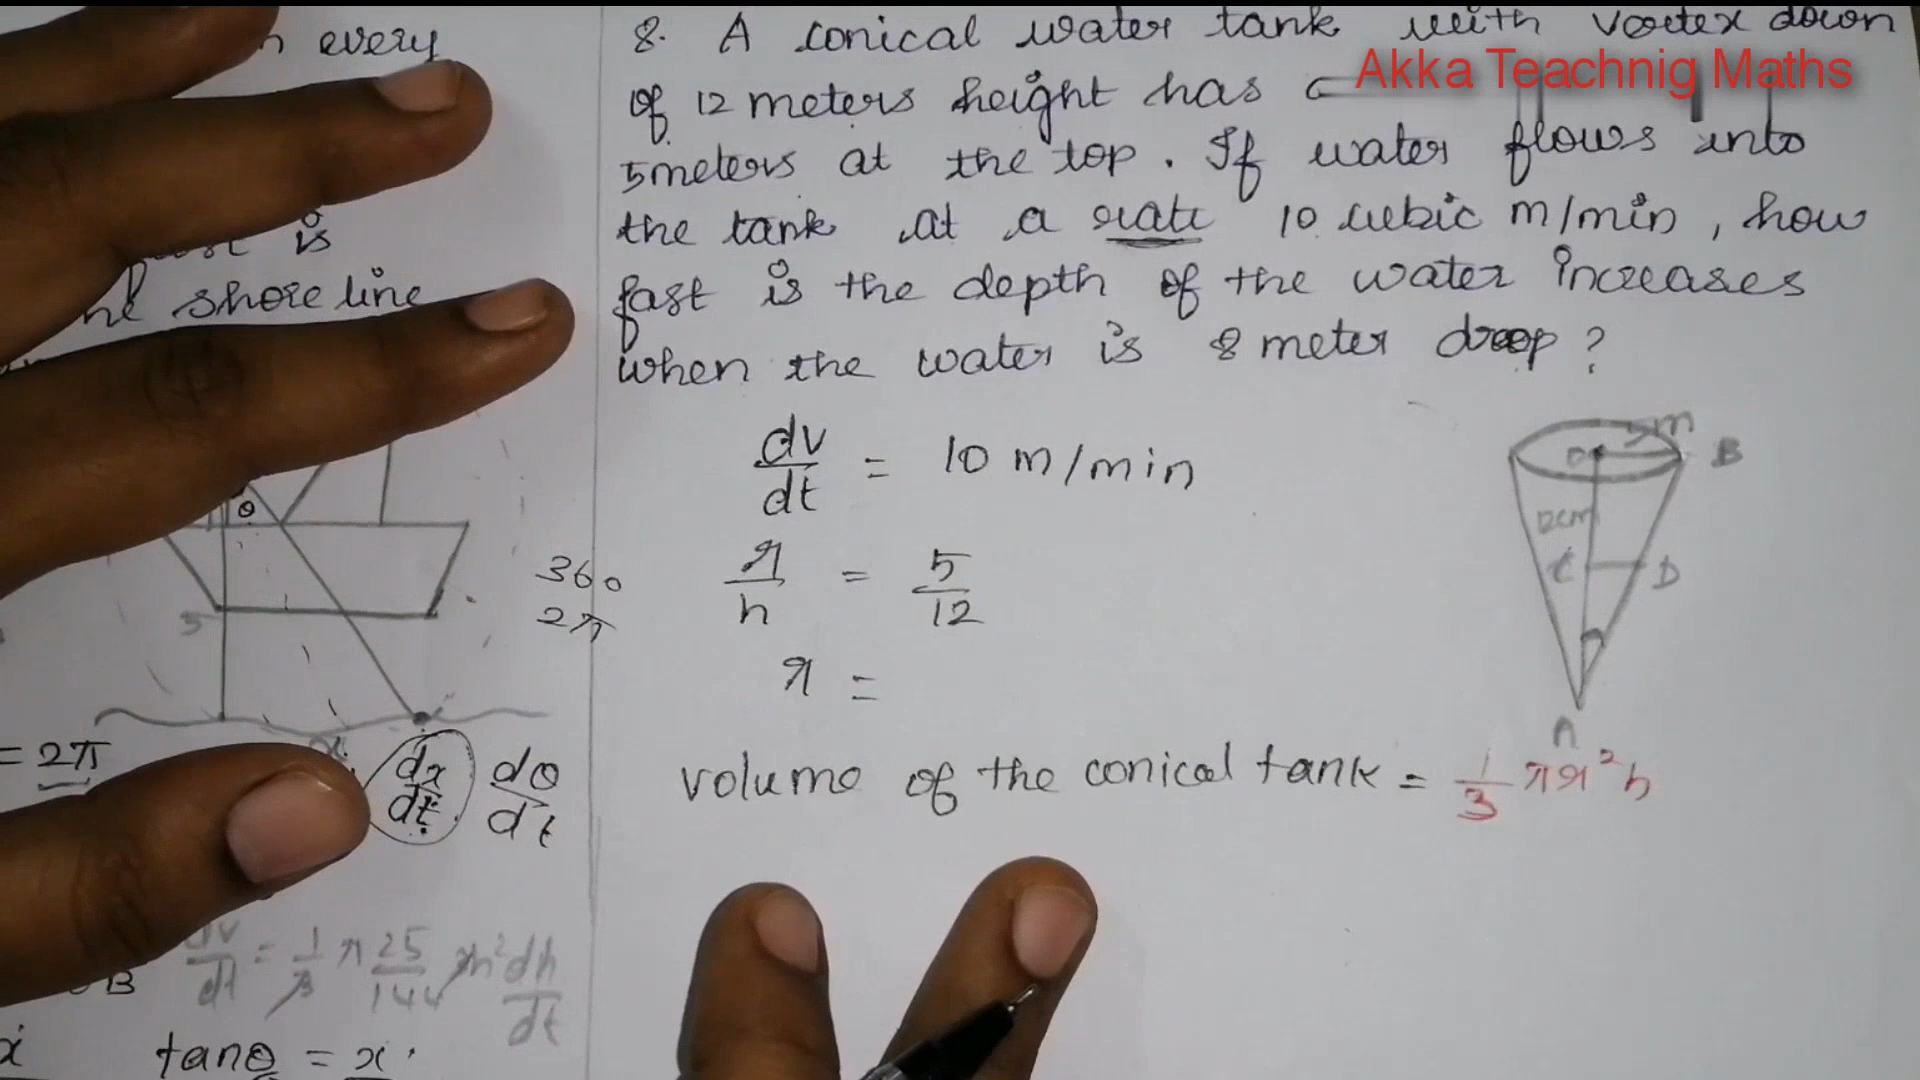 every
is
shore line
= 2π
dx
dt
dθ
dt
dv
dt = 1/3 π 25/144 3h² dh/dt
B
tanθ = x
θ
5
360
2π
8. A conical water tank with vertex down
of 12 meters height has a
5meters at the top. If water flows into
the tank at a rate 10 cubic m/min, how
fast is the depth of the water increases
when the water is 8 meter deep?
dv/dt = 10 m/min
r/h = 5/12
r =
volume of the conical tank = 1/3 πr²h
5m
O
B
12m
C
D
A
Akka Teachnig Maths